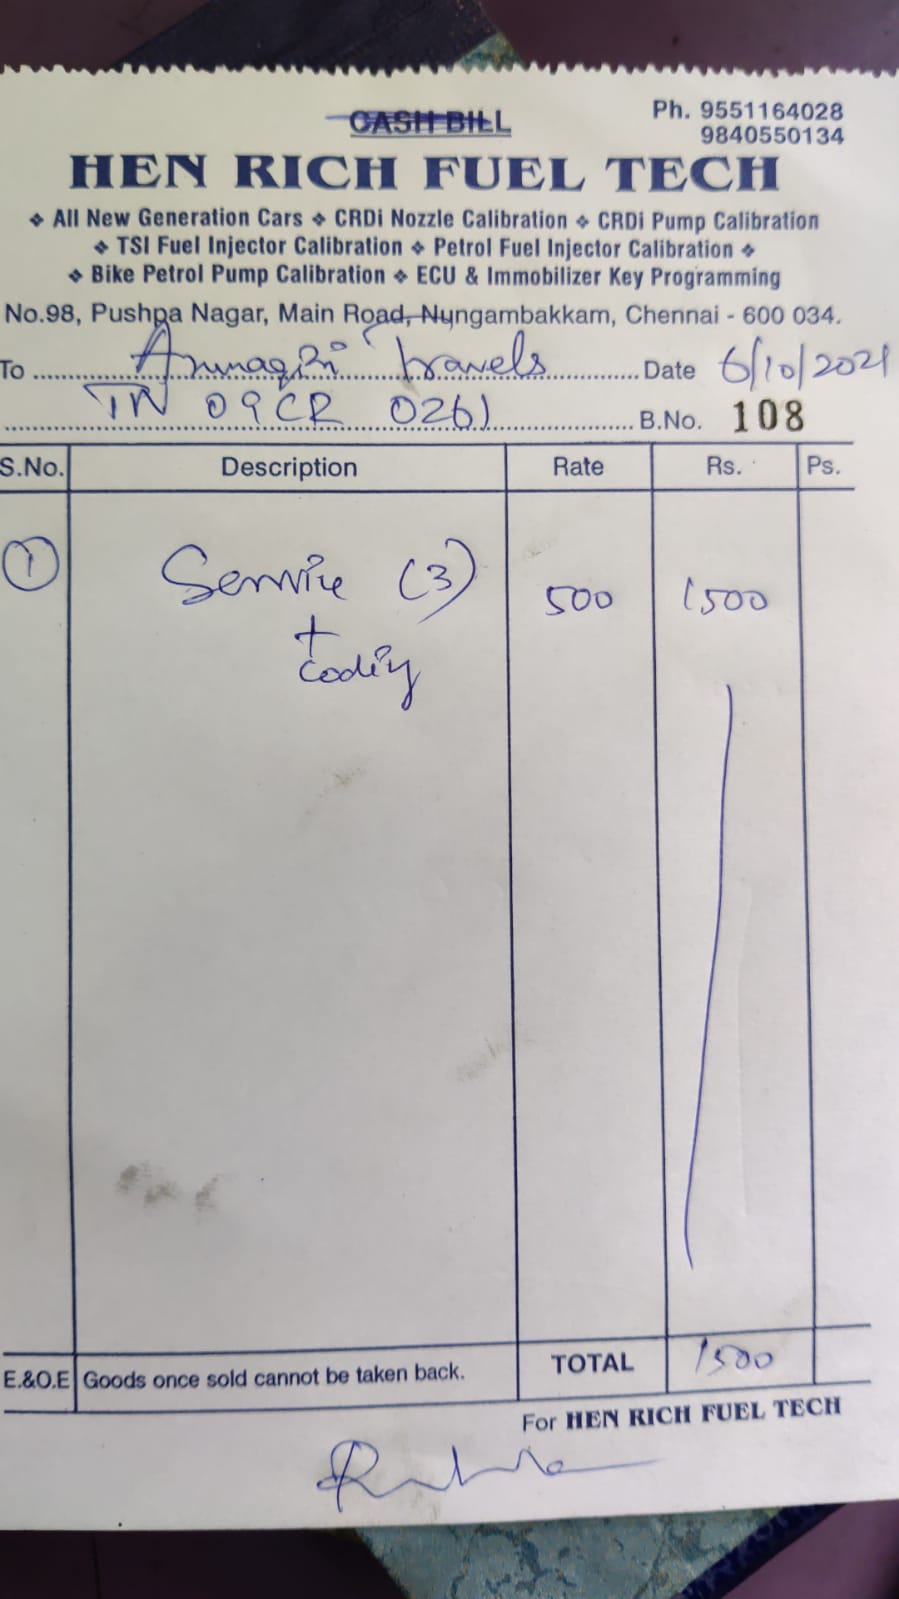 CASH BILL
Ph. 9551164028
9840550134
HEN RICH FUEL TECH
❖ All New Generation Cars ❖ CRDi Nozzle Calibration ❖ CRDi Pump Calibration
❖ TSI Fuel Injector Calibration ❖ Petrol Fuel Injector Calibration ❖
❖ Bike Petrol Pump Calibration ❖ ECU & Immobilizer Key Programming
No.98, Pushpa Nagar, Main Road, Nyngambakkam, Chennai - 600 034.
To Travels Date 6/10/2021
TN 09CR 0261 B.No. 108
S.No. Description Rate Rs. Ps.
1 Service (3) 500 1500
+
Coding
E.&O.E Goods once sold cannot be taken back. TOTAL 1500
For HEN RICH FUEL TECH